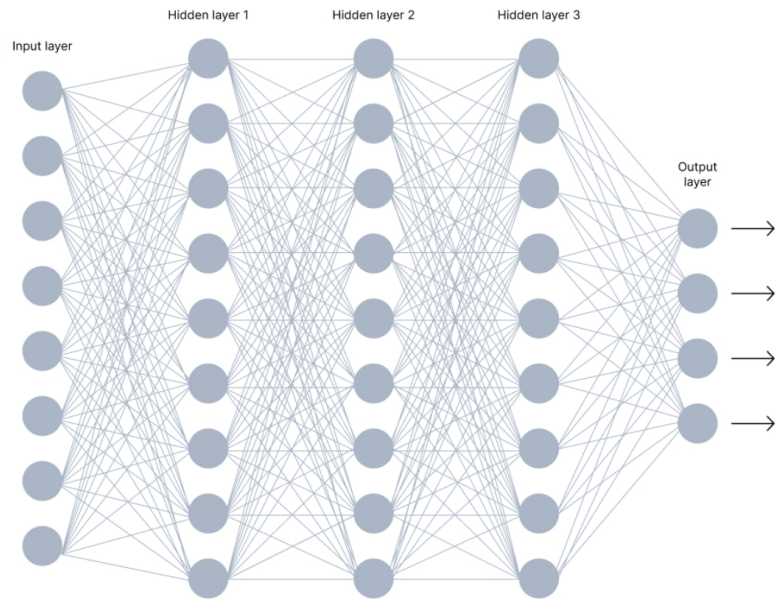 Input layer
Hidden layer 1
Hidden layer 2
Hidden layer 3
Output
layer